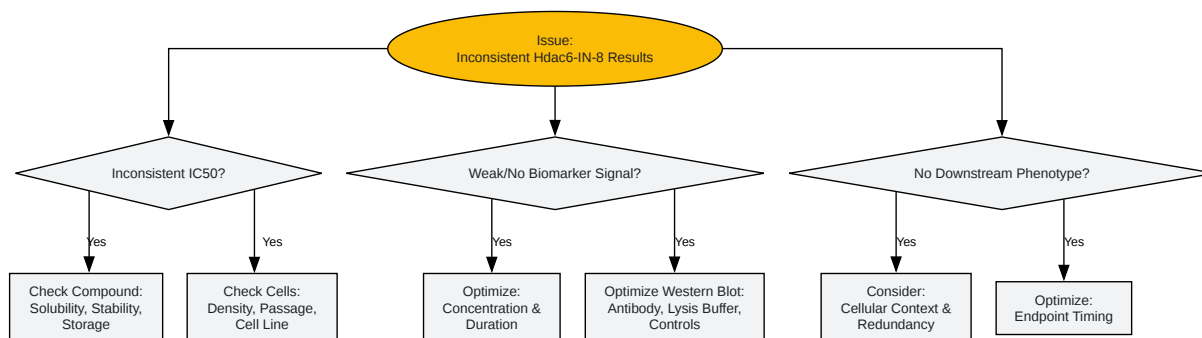 Issue:
Inconsistent Hdac6-IN-8 Results
Inconsistent IC50?
Weak/No Biomarker Signal?
No Downstream Phenotype?
Yes
Yes
Yes
Yes
Yes
Yes
Check Compound:
Solubility, Stability,
Storage
Check Cells:
Density, Passage,
Cell Line
Optimize:
Concentration &
Duration
Optimize Western Blot:
Antibody, Lysis Buffer,
Controls
Consider:
Cellular Context &
Redundancy
Optimize:
Endpoint Timing